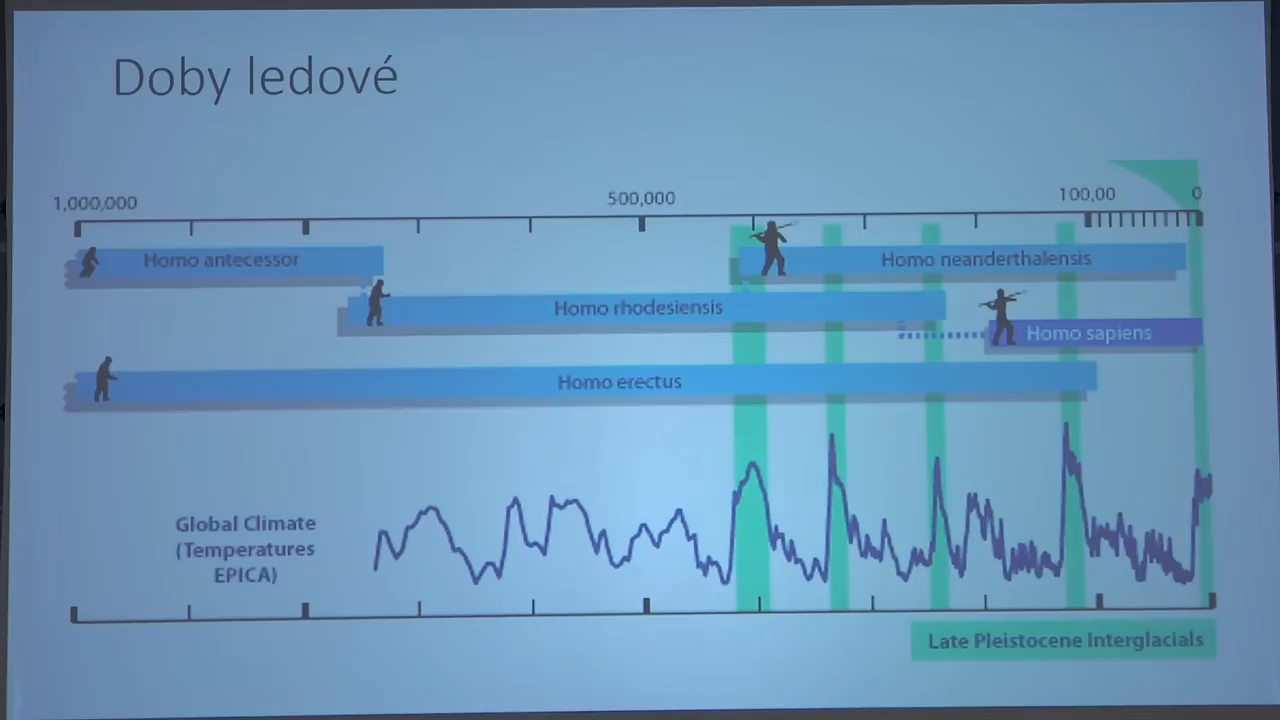 Doby ledové
1,000,000
500,000
100,00
0
Homo antecessor
Homo neanderthalensis
Homo rhodesiensis
Homo sapiens
Homo erectus
Global Climate
(Temperatures
EPICA)
Late Pleistocene Interglacials